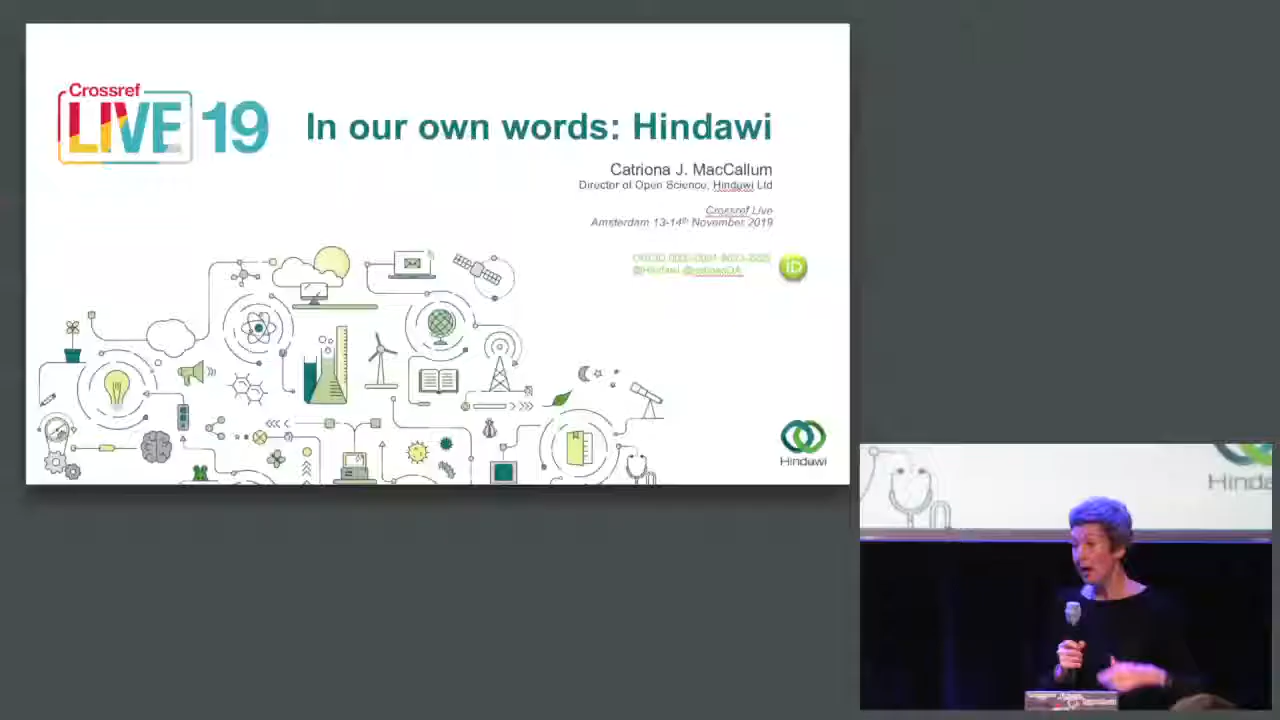 Crossref
LIVE 19
In our own words: Hindawi
Catriona J. MacCallum
Director of Open Science, Hindawi Ltd
Crossref Live
Amsterdam 13-14th November 2019
iD
Hindawi